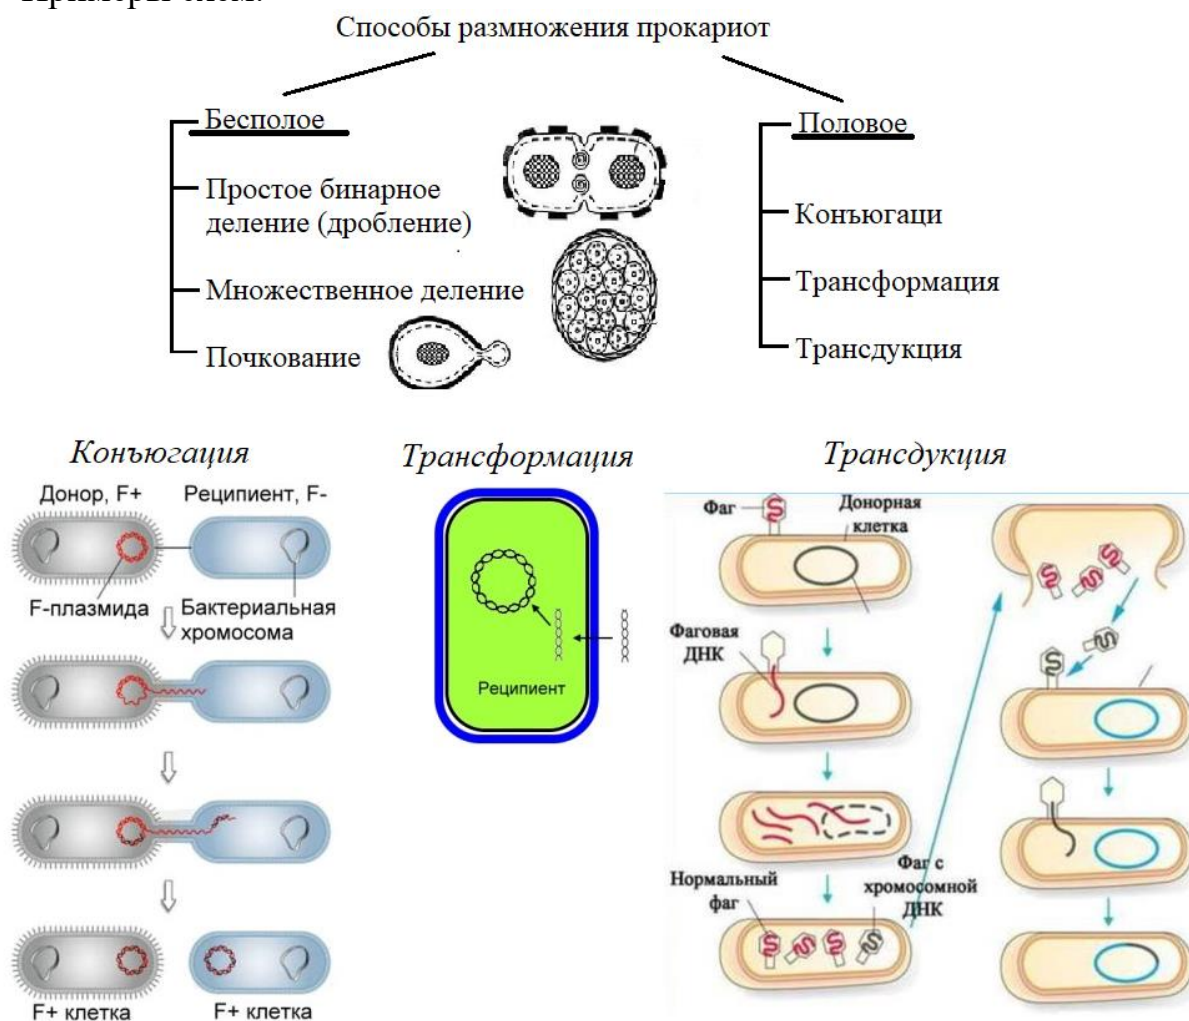 Способы размножения прокариот
Бесполое
Простое бинарное
деление (дробление)
Множественное деление
Почкование
Половое
Конъюгаци
Трансформация
Трансдукция
Конъюгация
Донор, F+
Реципиент, F-
F-плазмида
Бактериальная
хромосома
F+ клетка
F+ клетка
Трансформация
Реципиент
Трансдукция
Фаг
Донорная
клетка
Фаговая
ДНК
Нормальный
фаг
Фаг с
хромосомной
ДНК